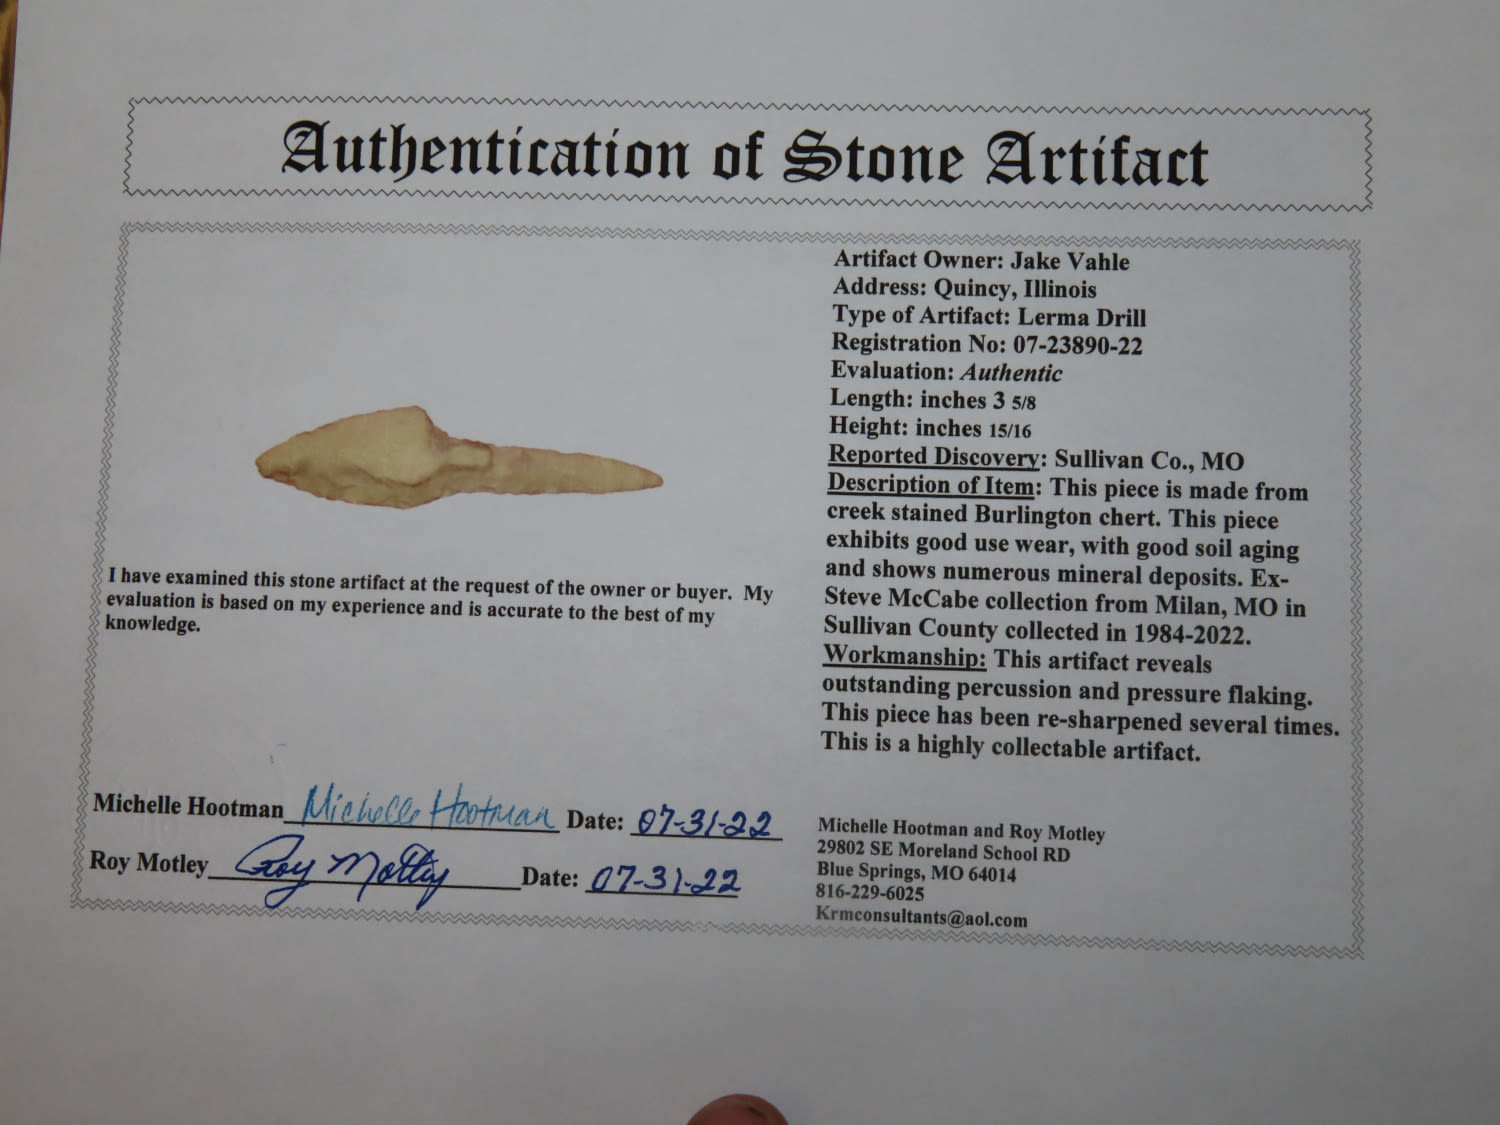 Authentication of Stone Artifact
Artifact Owner: Jake Vahle
Address: Quincy, Illinois
Type of Artifact: Lerma Drill
Registration No: 07-23890-22
Evaluation: Authentic
Length: inches 3 5/8
Height: inches 15/16
Reported Discovery: Sullivan Co., MO
Description of Item: This piece is made from
creek stained Burlington chert. This piece
exhibits good use wear, with good soil aging
and shows numerous mineral deposits. Ex-
Steve McCabe collection from Milan, MO in
Sullivan County collected in 1984-2022.
Workmanship: This artifact reveals
outstanding percussion and pressure flaking.
This piece has been re-sharpened several times.
This is a highly collectable artifact.
I have examined this stone artifact at the request of the owner or buyer. My
evaluation is based on my experience and is accurate to the best of my
knowledge.
Michelle Hootman Michelle Hootman Date: 07-31-22
Roy Motley Roy Motley Date: 07-31-22
Michelle Hootman and Roy Motley
29802 SE Moreland School RD
Blue Springs, MO 64014
816-229-6025
Krmconsultants@aol.com